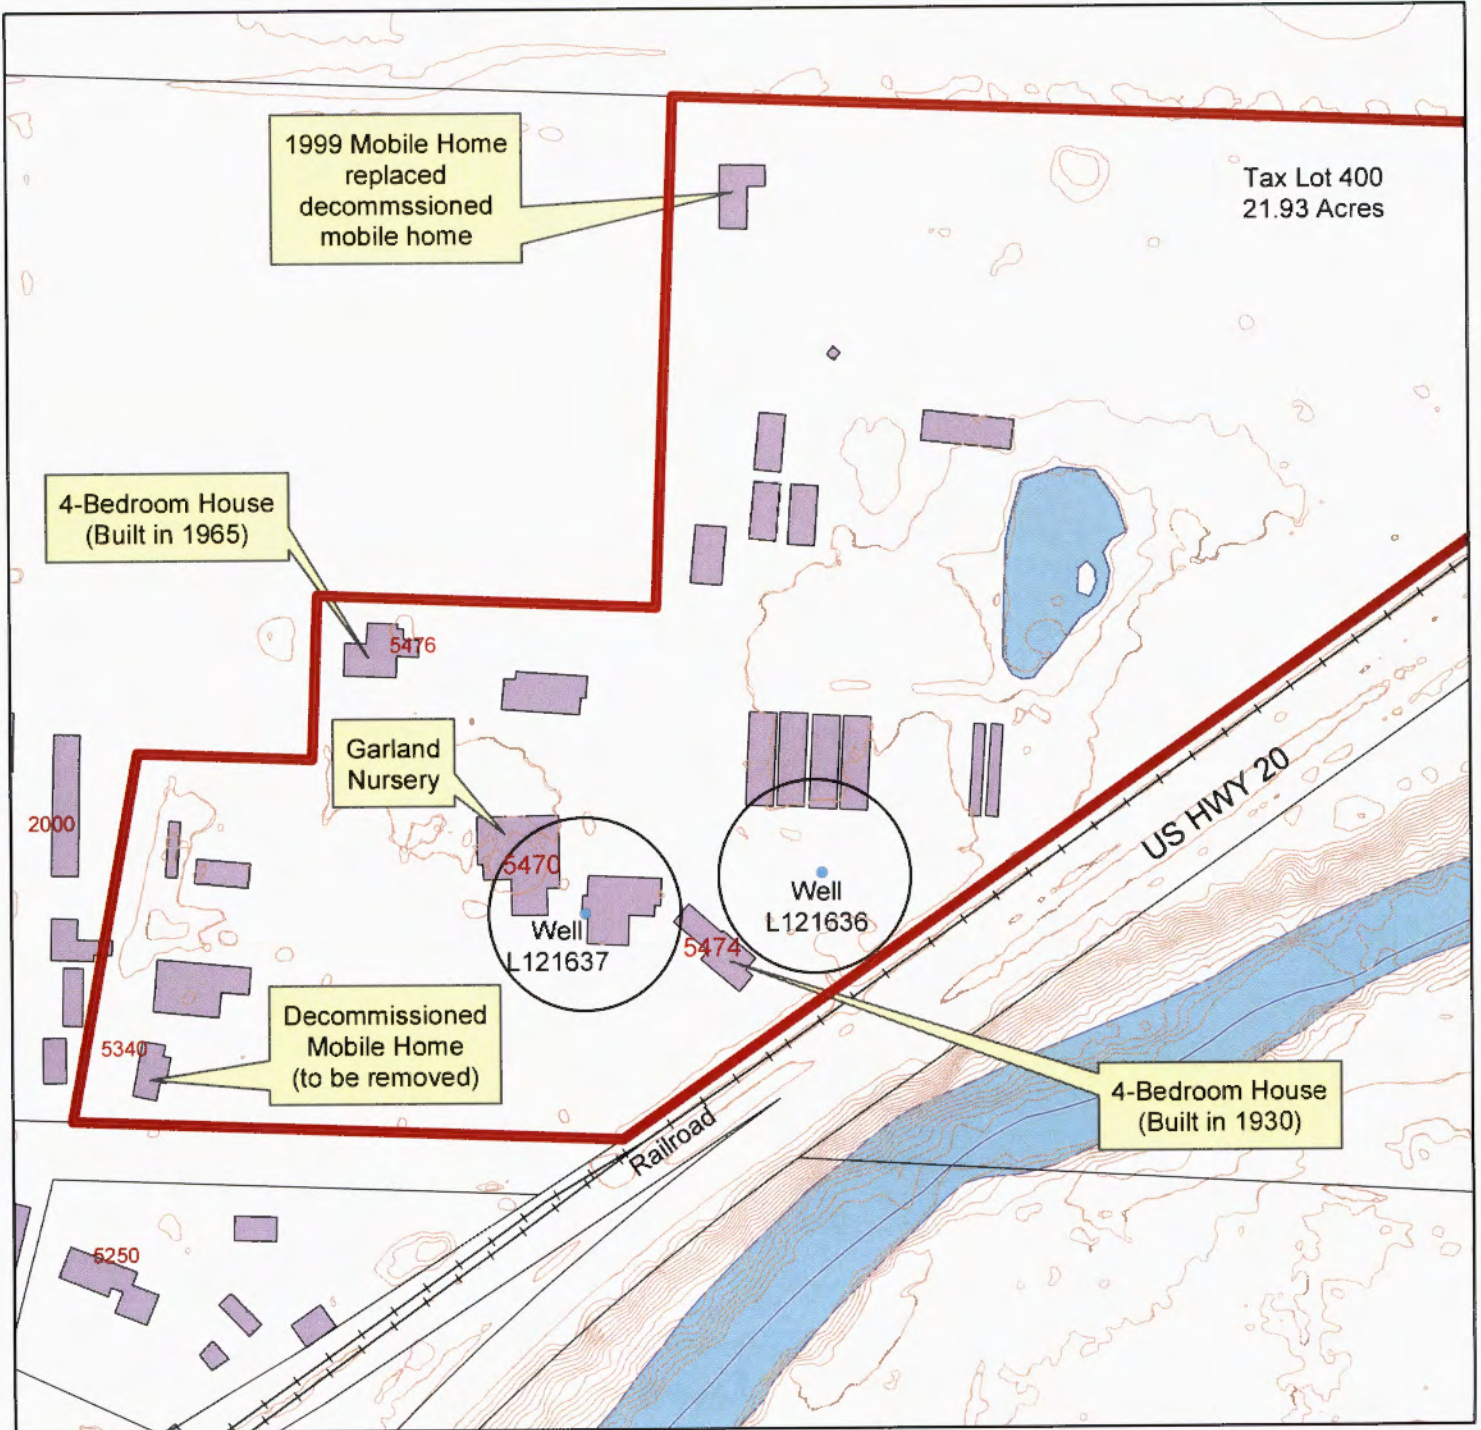 1999 Mobile Home
replaced
decommssioned
mobile home
Tax Lot 400
21.93 Acres
4-Bedroom House
(Built in 1965)
5476
Garland
Nursery
2000
5470
US HWY 20
Well
L121636
Well
L121637
5474
Decommissioned
Mobile Home
(to be removed)
5340
4-Bedroom House
(Built in 1930)
Railroad
5250